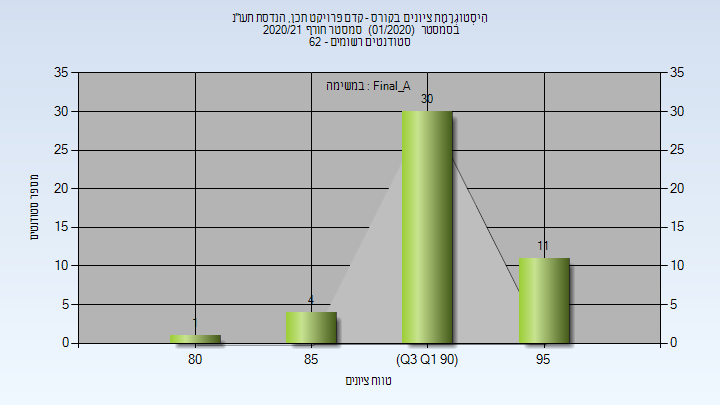 היסטוגרמת ציונים בקורס - קדם פרויקט תכן, הנדסת תעו"נ
בסמסטר (01/2020) סמסטר חורף 2020/21
סטודנטים רשומים - 62
במשימה : Final_A
35 35
30 30
25 25
20 20
15 15
10 10
5 5
0 0
1
4
30
11
80
85
(Q3 Q1 90)
95
מספר סטודנטים
טווח ציונים